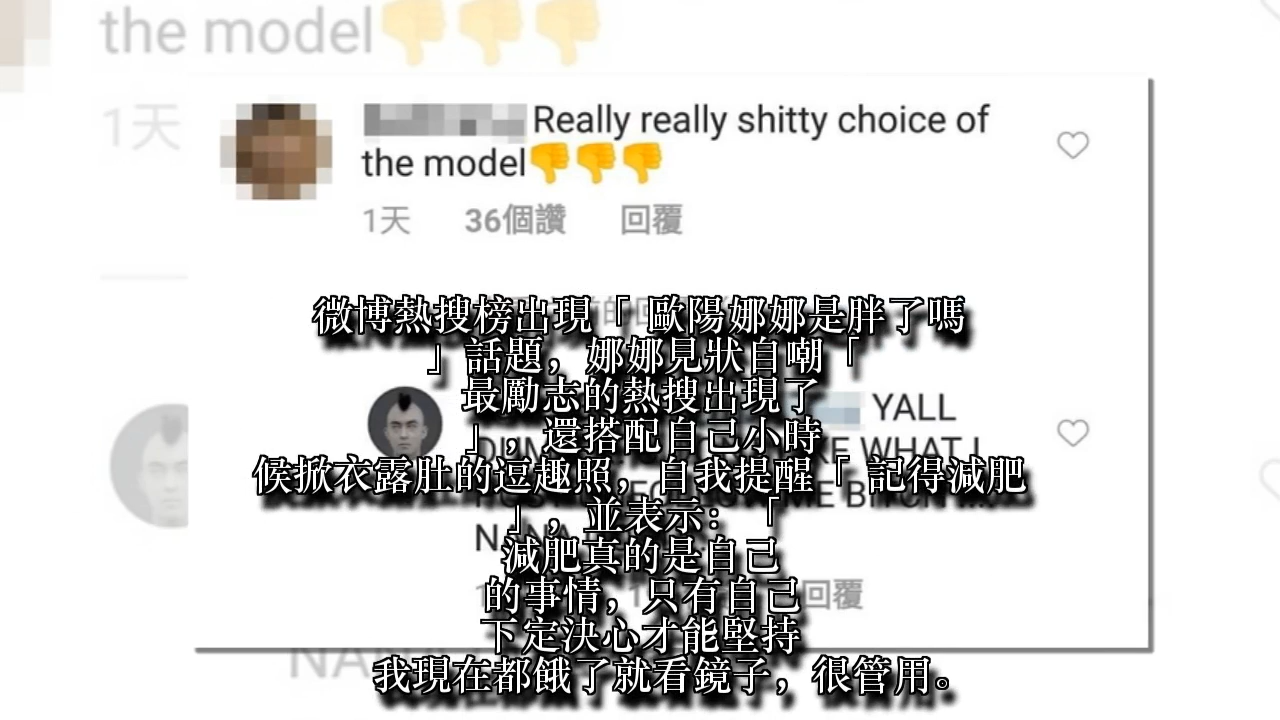 the model👎👎👎
1天
Really really shitty choice of
the model👎👎👎
1天 36個讚 回覆
微博熱搜榜出現「 歐陽娜娜是胖了嗎
」話題，娜娜見狀自嘲「
最勵志的熱搜出現了
」，還搭配自己小時
候掀衣露肚的逗趣照，自我提醒「 記得減肥
」，並表示：「
減肥真的是自己
的事情，只有自己
下定決心才能堅持
我現在都餓了就看鏡子，很管用。
YALL
WHAT I
回覆